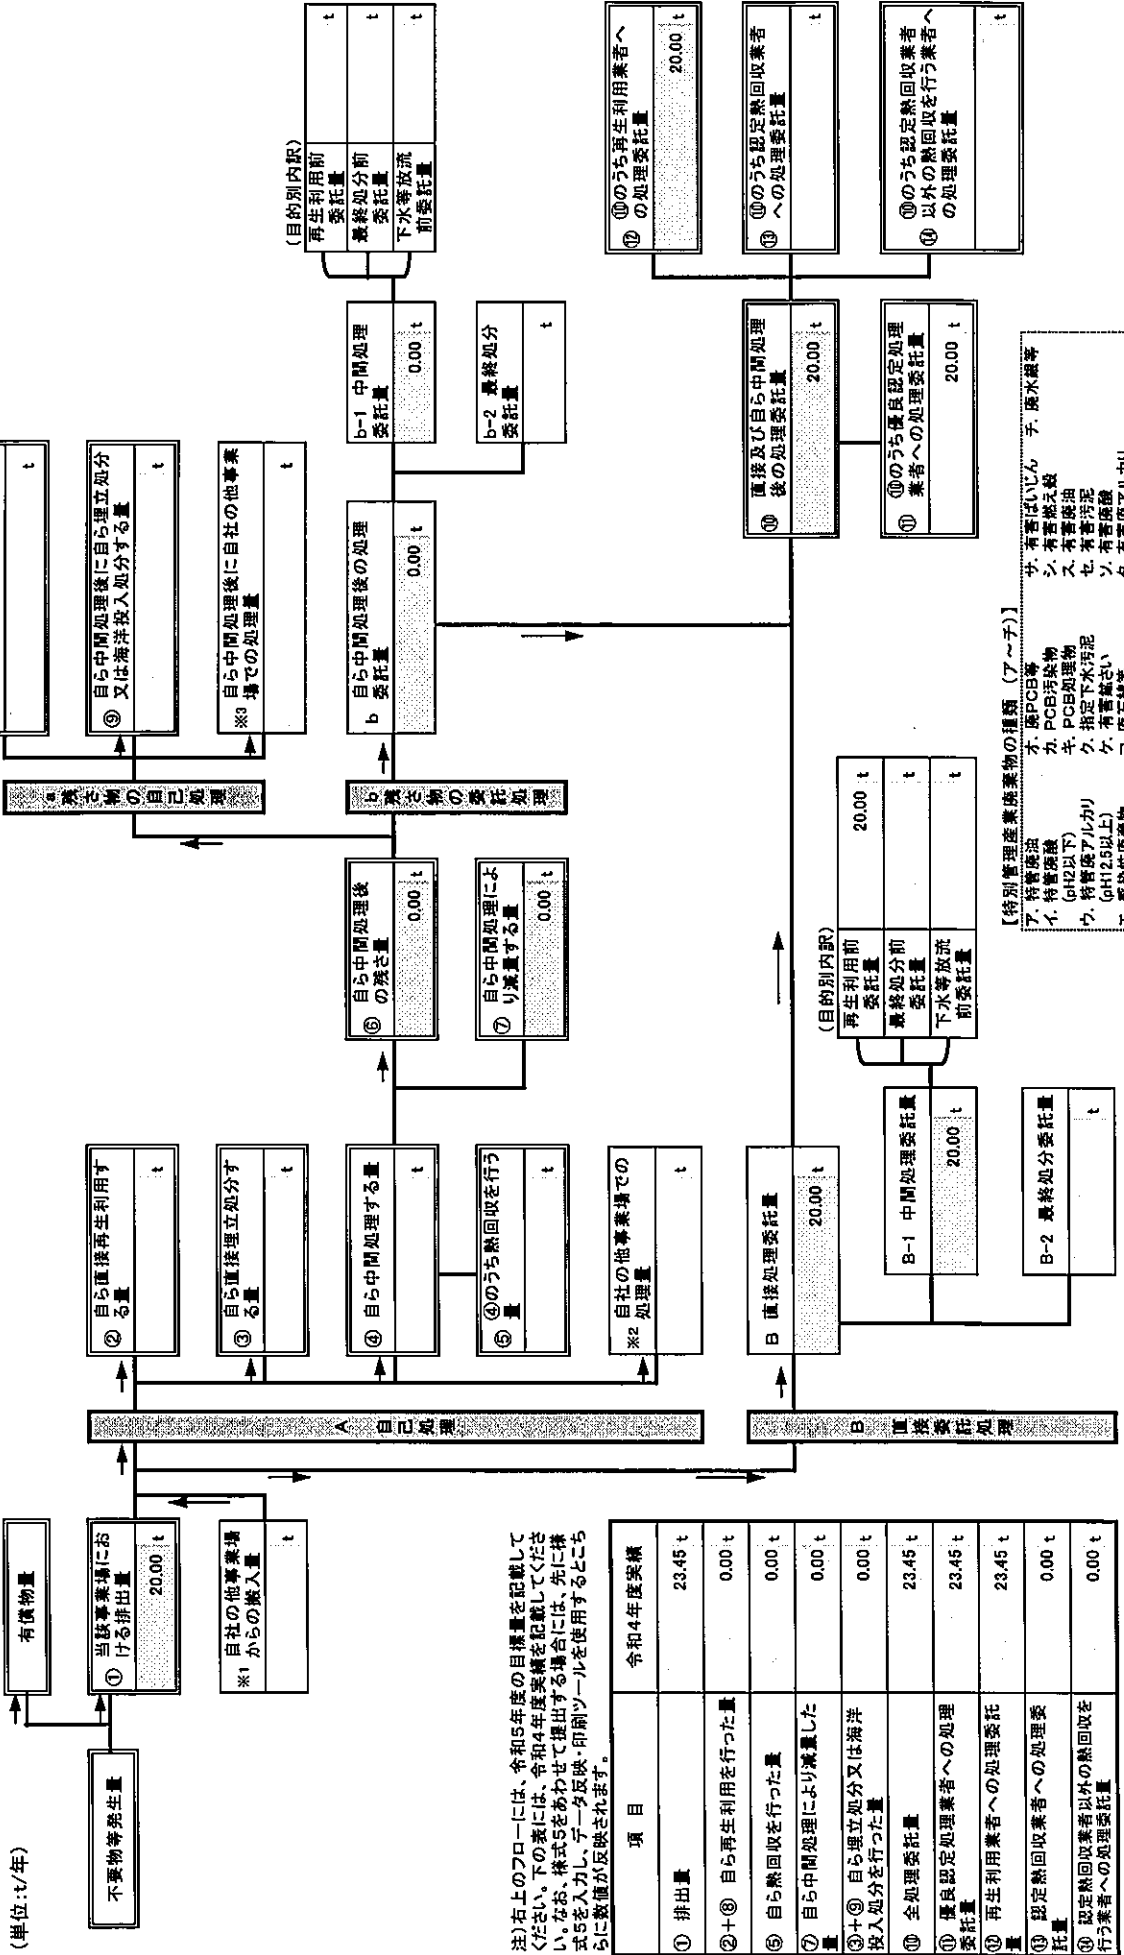 (単位:t/年)
不要物等発生量
有償物量
① 当該事業場にお
ける排出量
20.00 t
※1 自社の他事業場
からの搬入量
t
A 自己処理
② 自ら直接再生利用す
る量
t
③ 自ら直接埋立処分す
る量
t
④ 自ら中間処理する量
t
⑤ ④のうち熱回収を行う
量
t
※2 自社の他事業場での
処理量
t
⑥ 自ら中間処理後
の残さ量
0.00 t
⑦ 自ら中間処理によ
り減量する量
0.00 t
a 残さ物の自己処理
t
⑨ 自ら中間処理後に自ら埋立処分
又は海洋投入処分する量
t
※3 自ら中間処理後に自社の他事業
場での処理量
t
b 残さ物の委託処理
b 自ら中間処理後の処理
委託量
0.00 t
b-1 中間処理
委託量
0.00 t
b-2 最終処分
委託量
t
(目的別内訳)
再生利用前
委託量
t
最終処分前
委託量
t
下水等放流
前委託量
t
B 直接委託処理
B 直接処理委託量
20.00 t
B-1 中間処理委託量
20.00 t
B-2 最終処分委託量
t
(目的別内訳)
再生利用前
委託量
20.00 t
最終処分前
委託量
t
下水等放流
前委託量
t
⑩ 直接及び自ら中間処理
後の処理委託量
20.00 t
⑪ ⑩のうち優良認定処理
業者への処理委託量
20.00 t
⑫ ⑩のうち再生利用業者へ
の処理委託量
20.00 t
⑬ ⑩のうち認定熱回収業者
への処理委託量
t
⑭ ⑩のうち認定熱回収業者
以外の熱回収を行う業者へ
の処理委託量
t
注)右上のフローには、令和5年度の目標量を記載して
ください。下の表には、令和4年度実績を記載してくださ
い。なお、様式5をあわせて提出する場合には、先に様
式5を入力し、データ反映・印刷ツールを使用するとこち
らに数値が反映されます。
項 目 令和4年度実績
① 排出量 23.45 t
②+⑧ 自ら再生利用を行った量 0.00 t
⑤ 自ら熱回収を行った量 0.00 t
⑦ 自ら中間処理により減量した
量 0.00 t
③+⑨ 自ら埋立処分又は海洋
投入処分を行った量 0.00 t
⑩ 全処理委託量 23.45 t
⑪ 優良認定処理業者への処理
委託量 23.45 t
⑫ 再生利用業者への処理委託
量 23.45 t
⑬ 認定熱回収業者への処理委
託量 0.00 t
⑭ 認定熱回収業者以外の熱回収を
行う業者への処理委託量 0.00 t
【特別管理産業廃棄物の種類 (ア～チ)】
ア. 特管廃油
イ. 特管廃酸
(pH2以下)
ウ. 特管廃アルカリ
(pH12.5以上)
オ. 廃PCB等
カ. PCB汚染物
キ. PCB処理物
ク. 指定下水汚泥
ケ. 有害鉱さい
サ. 有害ばいじん
シ. 有害燃え殻
ス. 有害廃油
セ. 有害汚泥
ソ. 有害廃酸
チ. 廃水銀等